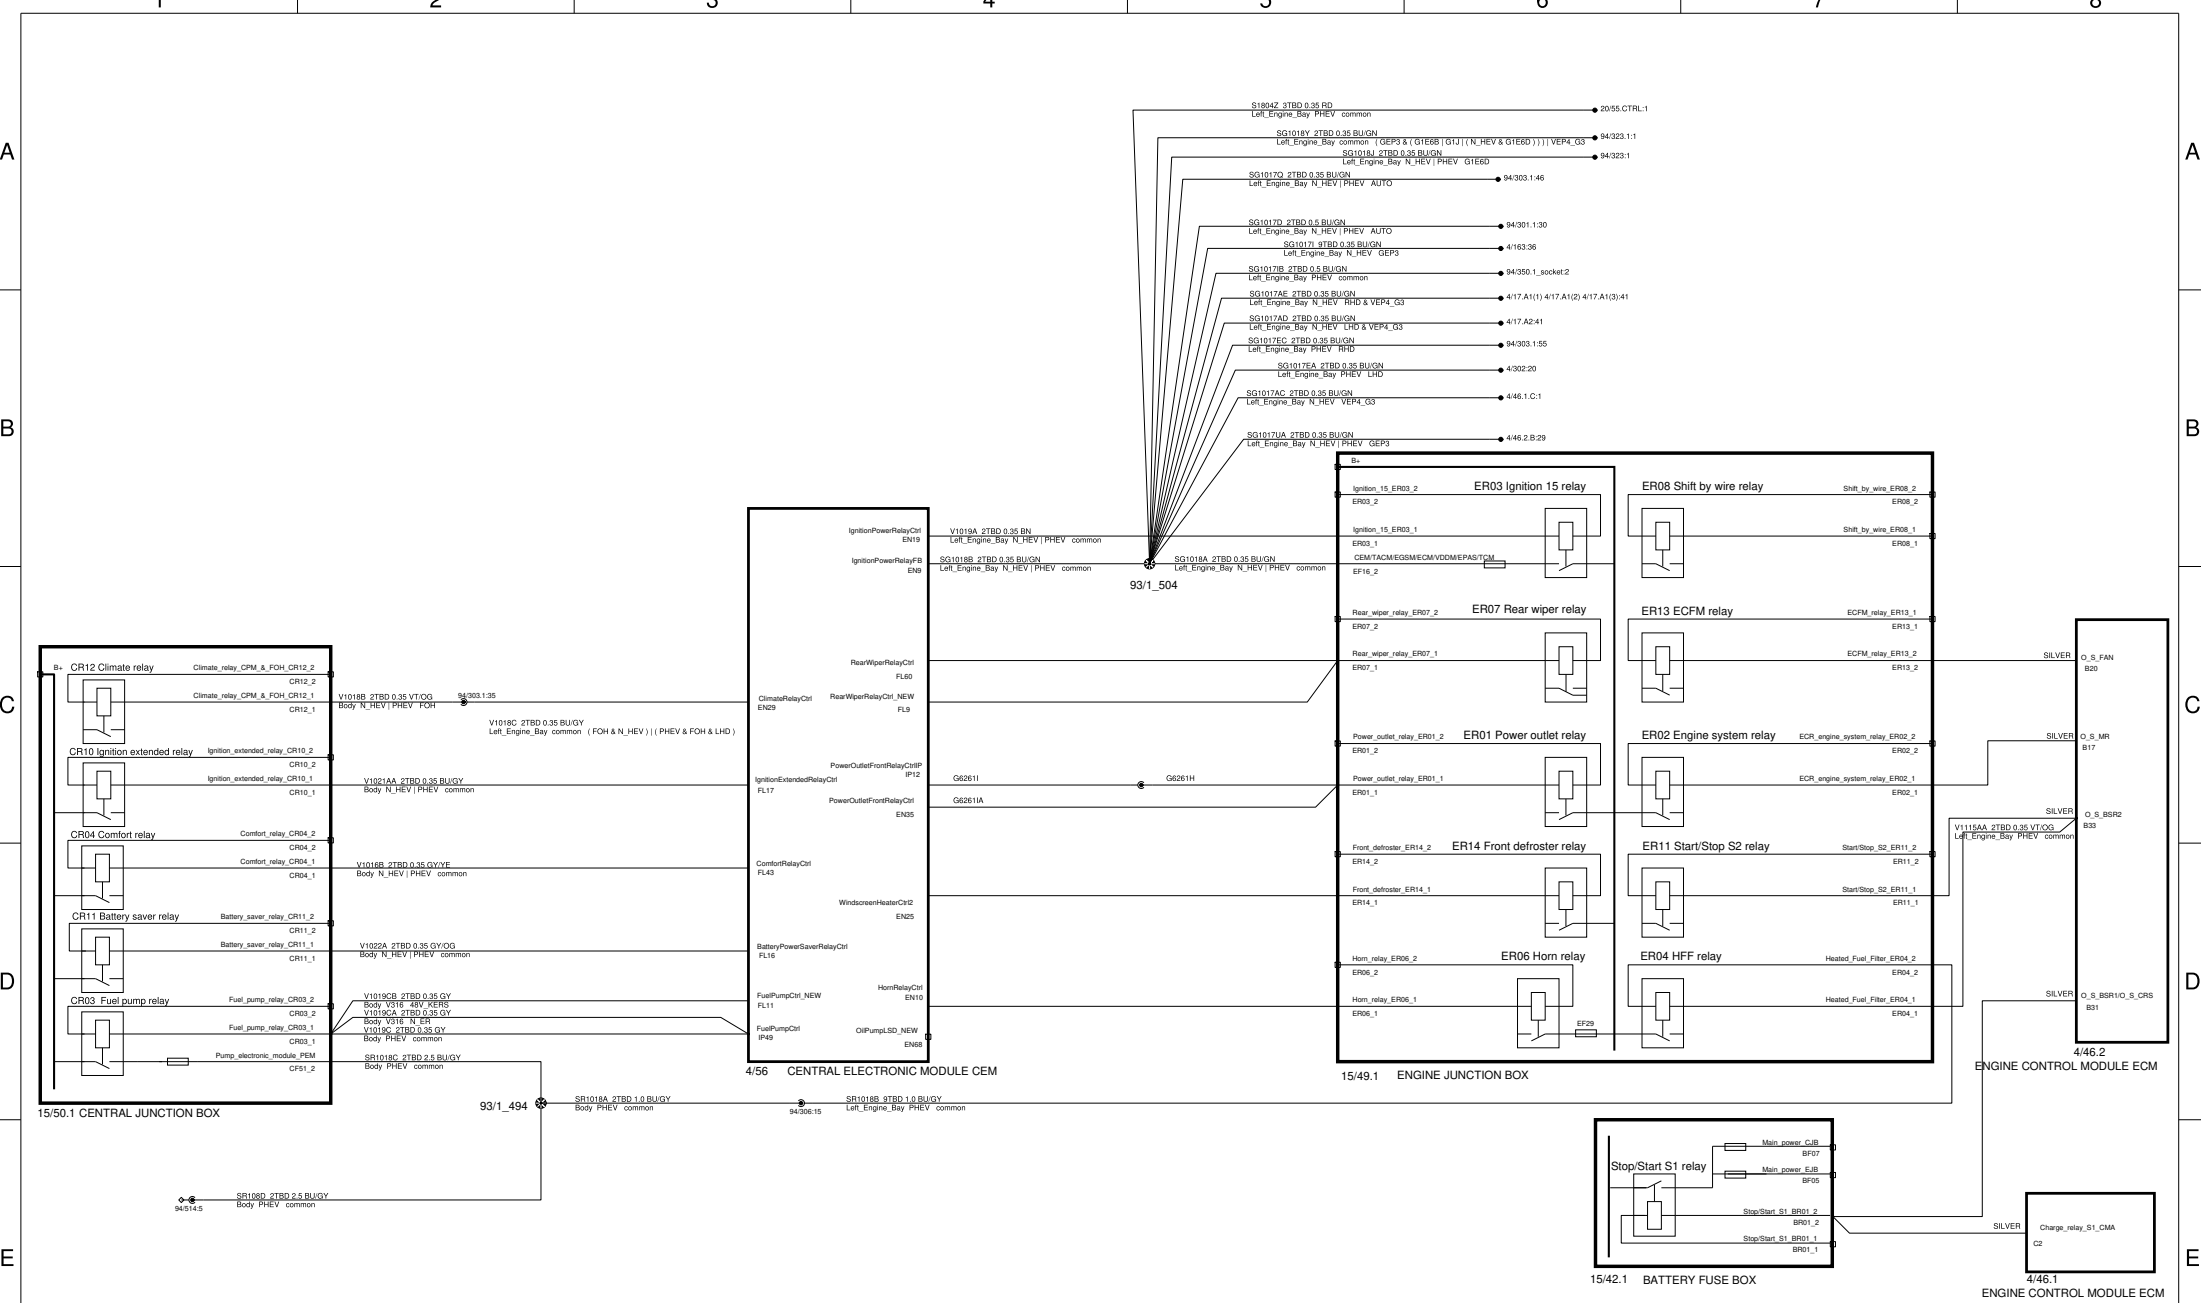 1 2 3 4 5 6 7 8
A
A
B
B
C
C
D
D
E
E
S1804Z 3TBD 0.35 RD
Left_Engine_Bay PHEV common
20/55.CTRL:1
SG1018Y 2TBD 0.35 BU/GN
Left_Engine_Bay common ( GEP3 & ( G1E6B | G1J | ( N_HEV & G1E6D ) ) ) | VEP4_G3
94/323.1:1
SG1018J 2TBD 0.35 BU/GN
Left_Engine_Bay N_HEV | PHEV G1E6D
94/323:1
SG1017Q 2TBD 0.35 BU/GN
Left_Engine_Bay N_HEV | PHEV AUTO
94/303.1:46
SG1017D 2TBD 0.5 BU/GN
Left_Engine_Bay N_HEV | PHEV AUTO
94/301.1:30
SG1017I 9TBD 0.35 BU/GN
Left_Engine_Bay N_HEV GEP3
4/163:36
SG1017IB 2TBD 0.5 BU/GN
Left_Engine_Bay PHEV common
94/350.1_socket:2
SG1017AE 2TBD 0.35 BU/GN
Left_Engine_Bay N_HEV RHD & VEP4_G3
4/17.A1(1) 4/17.A1(2) 4/17.A1(3):41
SG1017AD 2TBD 0.35 BU/GN
Left_Engine_Bay N_HEV LHD & VEP4_G3
4/17.A2:41
SG1017EC 2TBD 0.35 BU/GN
Left_Engine_Bay PHEV RHD
94/303.1:55
SG1017EA 2TBD 0.35 BU/GN
Left_Engine_Bay PHEV LHD
4/302:20
SG1017AC 2TBD 0.35 BU/GN
Left_Engine_Bay N_HEV VEP4_G3
4/46.1.C:1
SG1017UA 2TBD 0.35 BU/GN
Left_Engine_Bay N_HEV | PHEV GEP3
4/46.2.B:29
B+
CR12 Climate relay
Climate_relay_CPM_&_FOH_CR12_2
CR12_2
Climate_relay_CPM_&_FOH_CR12_1
CR12_1
CR10 Ignition extended relay
Ignition_extended_relay_CR10_2
CR10_2
Ignition_extended_relay_CR10_1
CR10_1
CR04 Comfort relay
Comfort_relay_CR04_2
CR04_2
Comfort_relay_CR04_1
CR04_1
CR11 Battery saver relay
Battery_saver_relay_CR11_2
CR11_2
Battery_saver_relay_CR11_1
CR11_1
CR03 Fuel pump relay
Fuel_pump_relay_CR03_2
CR03_2
Fuel_pump_relay_CR03_1
CR03_1
Pump_electronic_module_PEM
CF51_2
15/50.1 CENTRAL JUNCTION BOX
V1018B 2TBD 0.35 VT/OG
Body N_HEV | PHEV FOH
94/303.1:35
V1018C 2TBD 0.35 BU/GY
Left_Engine_Bay common ( FOH & N_HEV ) | ( PHEV & FOH & LHD )
V1021AA 2TBD 0.35 BU/GY
Body N_HEV | PHEV common
V1016B 2TBD 0.35 GY/YE
Body N_HEV | PHEV common
V1022A 2TBD 0.35 GY/OG
Body N_HEV | PHEV common
V1019CB 2TBD 0.35 GY
Body V316 48V_KERS
V1019CA 2TBD 0.35 GY
Body V316 N_ER
V1019C 2TBD 0.35 GY
Body PHEV common
SR1018C 2TBD 2.5 BU/GY
Body PHEV common
93/1_494
SR1018A 2TBD 1.0 BU/GY
Body PHEV common
94/306:15
SR1018B 9TBD 1.0 BU/GY
Left_Engine_Bay PHEV common
SR108D 2TBD 2.5 BU/GY
Body PHEV common
94/514:5
IgnitionPowerRelayCtrl
EN19
IgnitionPowerRelayFB
EN9
RearWiperRelayCtrl
FL60
ClimateRelayCtrl
EN29
RearWiperRelayCtrl_NEW
FL9
PowerOutletFrontRelayCtrlIP
IP12
IgnitionExtendedRelayCtrl
FL17
PowerOutletFrontRelayCtrl
EN35
ComfortRelayCtrl
FL43
WindscreenHeaterCtrl2
EN25
BatteryPowerSaverRelayCtrl
FL16
HornRelayCtrl
EN10
FuelPumpCtrl_NEW
FL11
FuelPumpCtrl
IP49
OilPumpLSD_NEW
EN68
4/56 CENTRAL ELECTRONIC MODULE CEM
V1019A 2TBD 0.35 BN
Left_Engine_Bay N_HEV | PHEV common
SG1018B 2TBD 0.35 BU/GN
Left_Engine_Bay N_HEV | PHEV common
93/1_504
SG1018A 2TBD 0.35 BU/GN
Left_Engine_Bay N_HEV | PHEV common
G6261I
G6261H
G6261IA
B+
Ignition_15_ER03_2
ER03_2
ER03 Ignition 15 relay
Ignition_15_ER03_1
ER03_1
CEM/TACM/EGSM/ECM/VDDM/EPAS/TCM
EF16_2
Rear_wiper_relay_ER07_2
ER07_2
ER07 Rear wiper relay
Rear_wiper_relay_ER07_1
ER07_1
Power_outlet_relay_ER01_2
ER01_2
ER01 Power outlet relay
Power_outlet_relay_ER01_1
ER01_1
Front_defroster_ER14_2
ER14_2
ER14 Front defroster relay
Front_defroster_ER14_1
ER14_1
Horn_relay_ER06_2
ER06_2
ER06 Horn relay
Horn_relay_ER06_1
ER06_1
EF29
ER08 Shift by wire relay
Shift_by_wire_ER08_2
ER08_2
Shift_by_wire_ER08_1
ER08_1
ER13 ECFM relay
ECFM_relay_ER13_1
ER13_1
ECFM_relay_ER13_2
ER13_2
ER02 Engine system relay
ECR_engine_system_relay_ER02_2
ER02_2
ECR_engine_system_relay_ER02_1
ER02_1
ER11 Start/Stop S2 relay
Start/Stop_S2_ER11_2
ER11_2
Start/Stop_S2_ER11_1
ER11_1
ER04 HFF relay
Heated_Fuel_Filter_ER04_2
ER04_2
Heated_Fuel_Filter_ER04_1
ER04_1
15/49.1 ENGINE JUNCTION BOX
SILVER
O_S_FAN
B20
SILVER
O_S_MR
B17
SILVER
O_S_BSR2
B33
V1115AA 2TBD 0.35 VT/OG
Left_Engine_Bay PHEV common
SILVER
O_S_BSR1/O_S_CRS
B31
4/46.2
ENGINE CONTROL MODULE ECM
Stop/Start S1 relay
Main_power_CJB
BF07
Main_power_EJB
BF05
Stop/Start_S1_BR01_2
BR01_2
Stop/Start_S1_BR01_1
BR01_1
15/42.1 BATTERY FUSE BOX
SILVER
Charge_relay_S1_CMA
C2
4/46.1
ENGINE CONTROL MODULE ECM